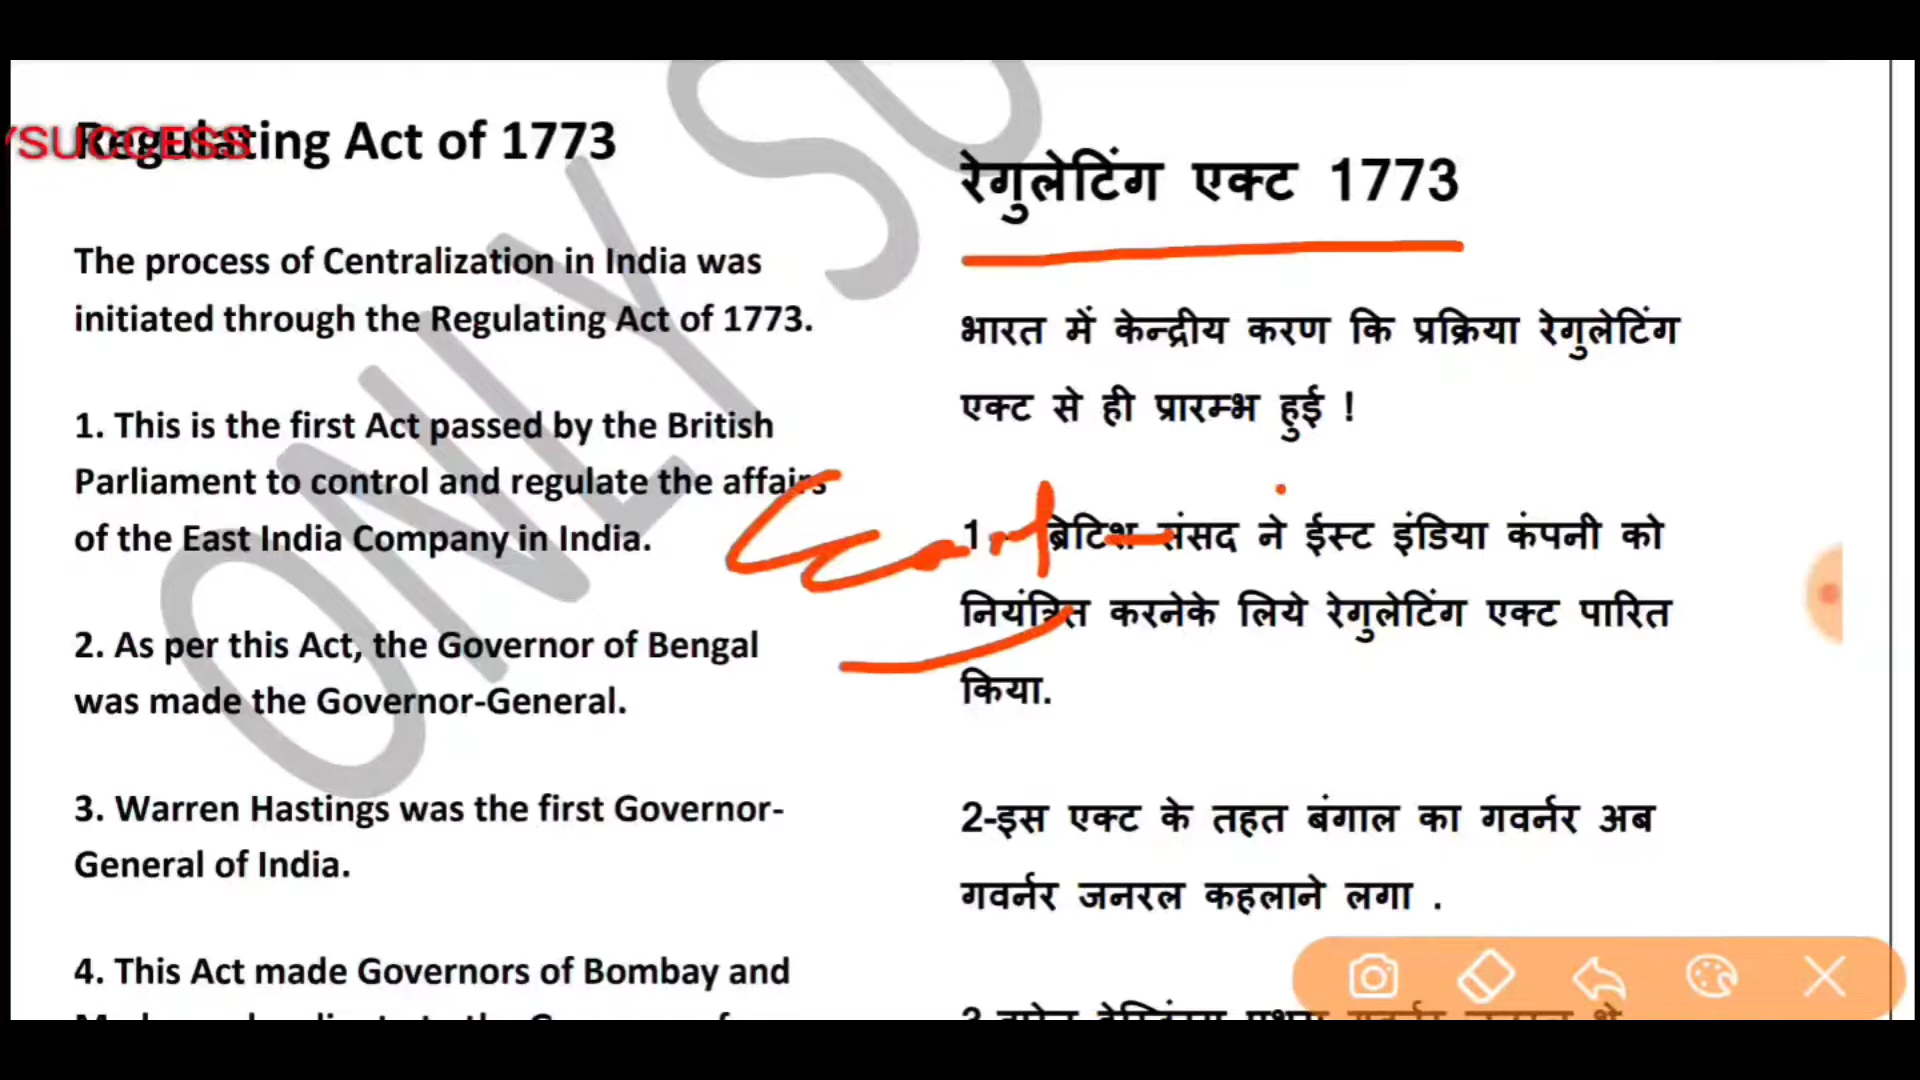 Regulating Act of 1773
YSUCCESS
The process of Centralization in India was
initiated through the Regulating Act of 1773.
1. This is the first Act passed by the British
Parliament to control and regulate the affairs
of the East India Company in India.
2. As per this Act, the Governor of Bengal
was made the Governor-General.
3. Warren Hastings was the first Governor-
General of India.
4. This Act made Governors of Bombay and
ONLY
रेगुलेटिंग एक्ट 1773
भारत में केन्द्रीय करण कि प्रक्रिया रेगुलेटिंग
एक्ट से ही प्रारम्भ हुई !
1- ब्रिटिश संसद ने ईस्ट इंडिया कंपनी को
नियंत्रित करनेके लिये रेगुलेटिंग एक्ट पारित
किया.
2-इस एक्ट के तहत बंगाल का गवर्नर अब
गवर्नर जनरल कहलाने लगा .